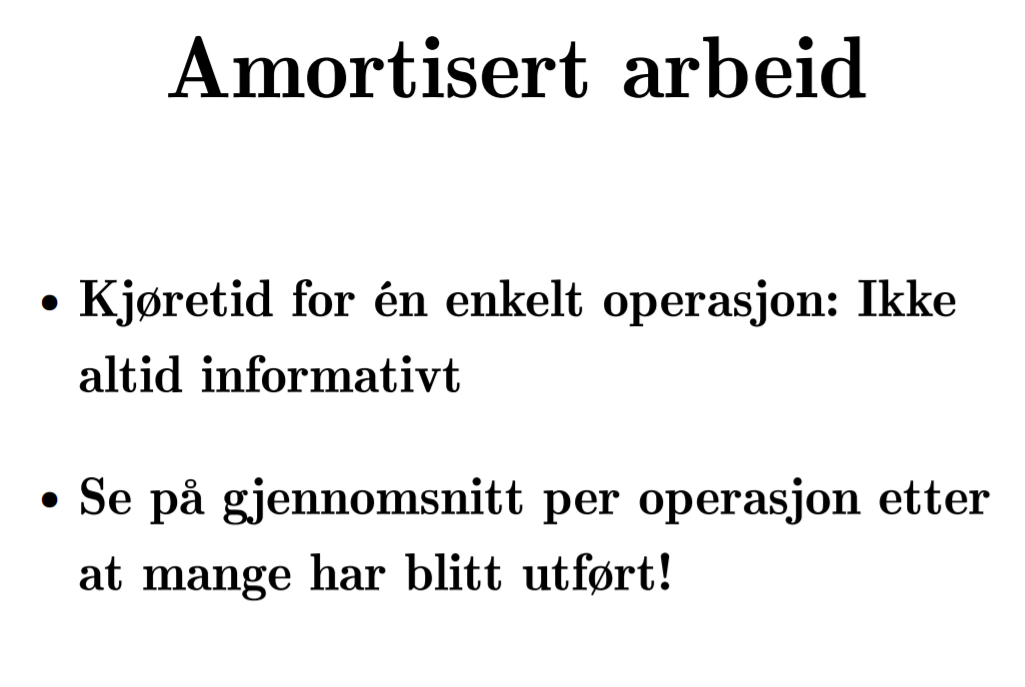 Amortisert arbeid
• Kjøretid for én enkelt operasjon: Ikke
altid informativt
• Se på gjennomsnitt per operasjon etter
at mange har blitt utført!